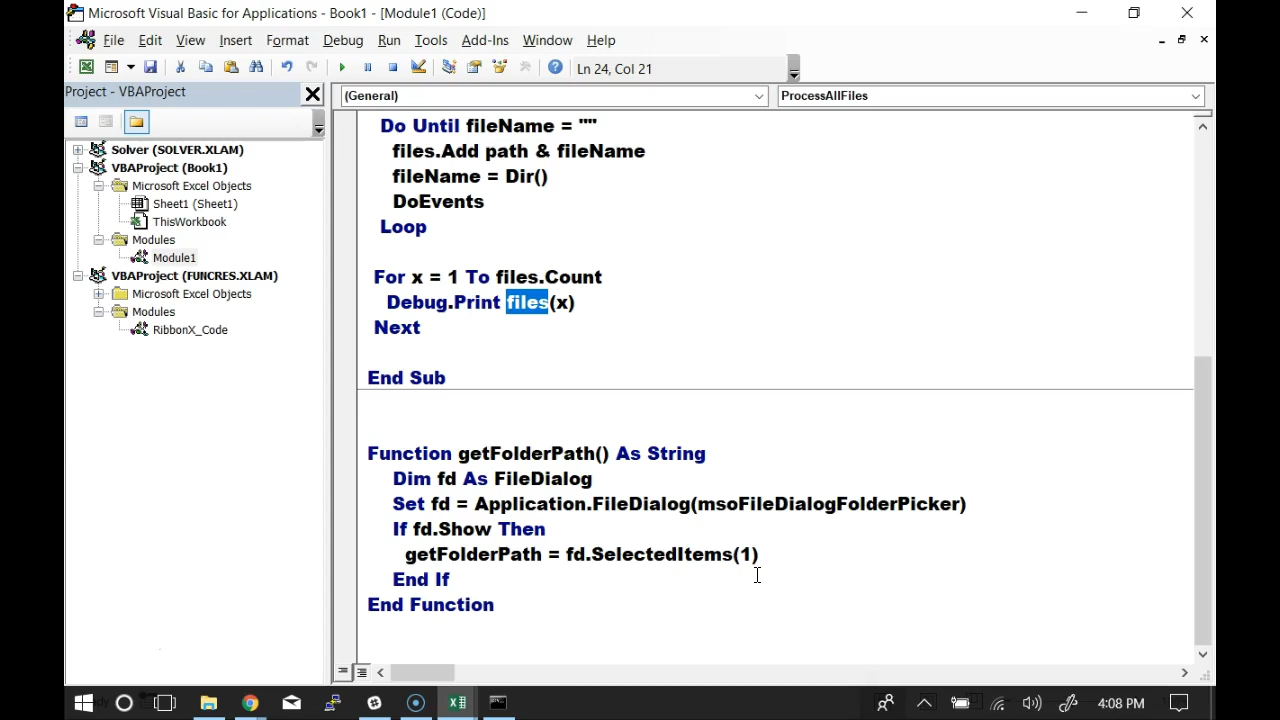 Microsoft Visual Basic for Applications - Book1 - [Module1 (Code)]
File Edit View Insert Format Debug Run Tools Add-Ins Window Help
Ln 24, Col 21
Project - VBAProject
(General)
ProcessAllFiles
Solver (SOLVER.XLAM)
VBAProject (Book1)
Microsoft Excel Objects
Sheet1 (Sheet1)
ThisWorkbook
Modules
Module1
VBAProject (FUNCRES.XLAM)
Microsoft Excel Objects
Modules
RibbonX_Code
Do Until fileName = ""
files.Add path & fileName
fileName = Dir()
DoEvents
Loop
For x = 1 To files.Count
Debug.Print files(x)
Next
End Sub
Function getFolderPath() As String
Dim fd As FileDialog
Set fd = Application.FileDialog(msoFileDialogFolderPicker)
If fd.Show Then
getFolderPath = fd.SelectedItems(1)
End If
End Function
4:08 PM